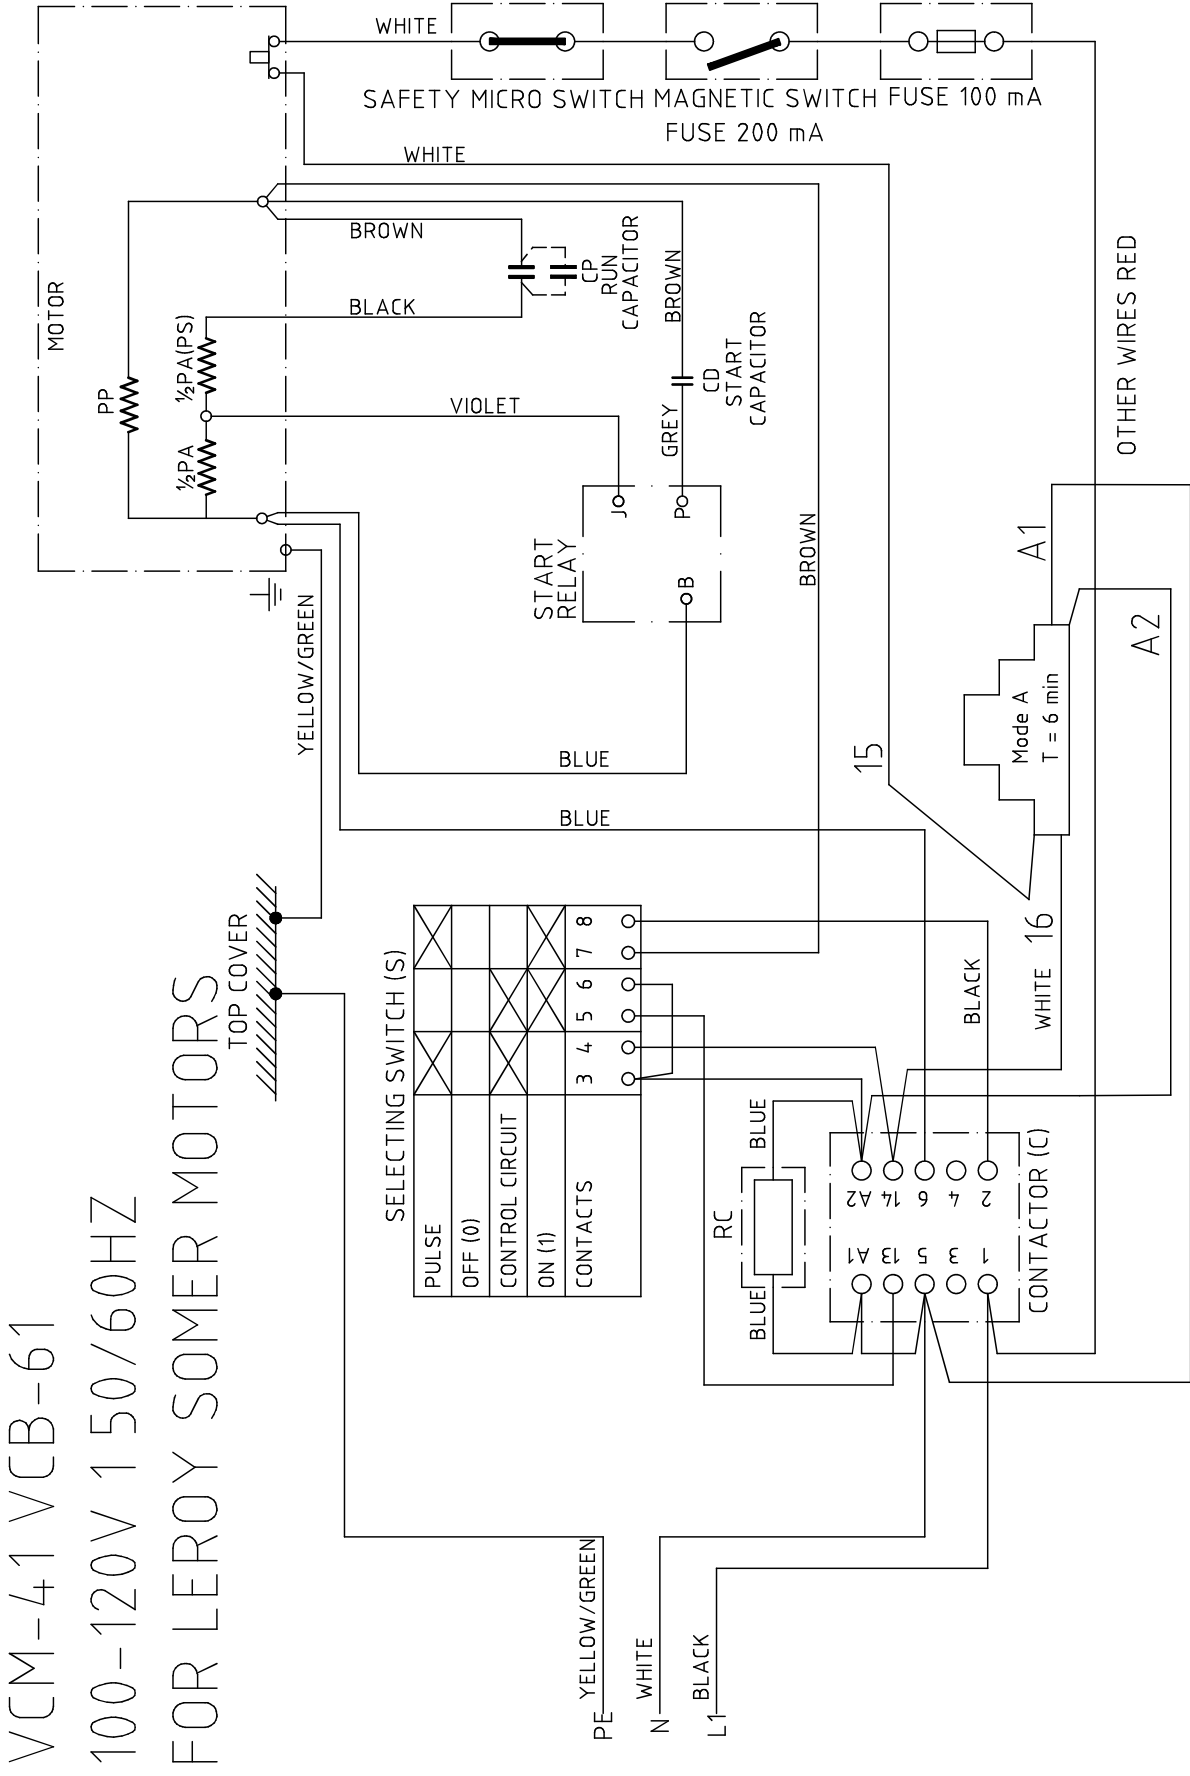 VCM-41 VCB-61
100-120V 1 50/60HZ
FOR LEROY SOMER MOTORS
MOTOR
PP
½PA(PS)
½PA
WHITE
SAFETY MICRO SWITCH
MAGNETIC SWITCH
FUSE 200 mA
FUSE 100 mA
WHITE
BROWN
BLACK
CP
RUN
CAPACITOR
BROWN
CD
START
CAPACITOR
VIOLET
GREY
START
RELAY
J
P
B
BROWN
OTHER WIRES RED
YELLOW/GREEN
BLUE
BLUE
TOP COVER
15
A1
A2
Mode A
T = 6 min
WHITE
16
BLACK
SELECTING SWITCH (S)
PULSE
OFF (0)
CONTROL CIRCUIT
ON (1)
CONTACTS
3 4 5 6 7 8
RC
BLUE
BLUE
CONTACTOR (C)
A2 14 6 4 2
A1 13 5 3 1
PE
YELLOW/GREEN
N
WHITE
L1
BLACK